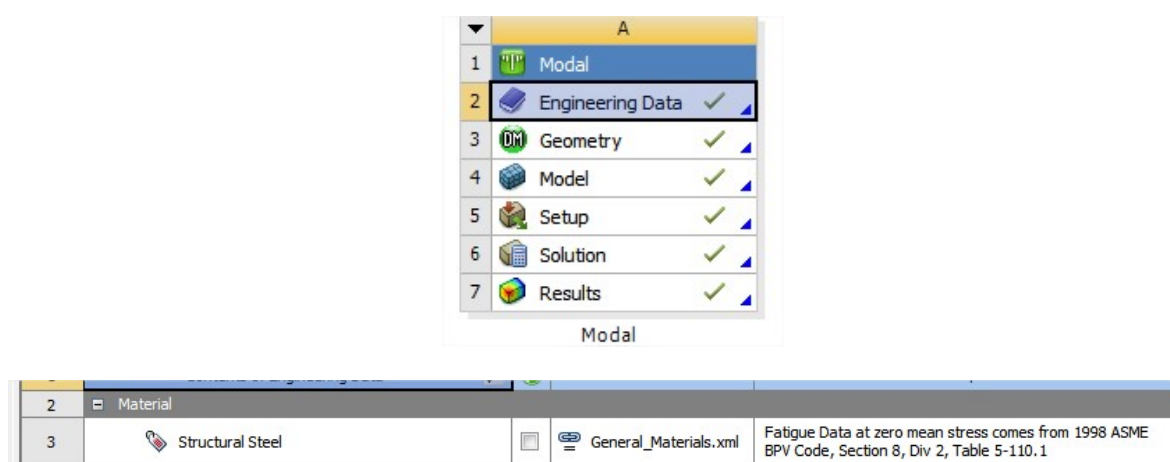 A
1 Modal
2 Engineering Data
3 DM Geometry
4 Model
5 Setup
6 Solution
7 Results
Modal
2 Material
3 Structural Steel General_Materials.xml Fatigue Data at zero mean stress comes from 1998 ASME
BPV Code, Section 8, Div 2, Table 5-110.1